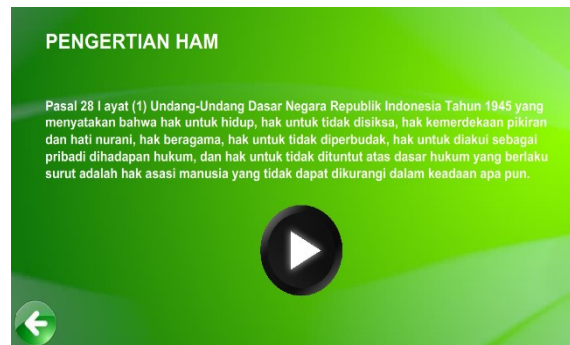 PENGERTIAN HAM
Pasal 28 I ayat (1) Undang-Undang Dasar Negara Republik Indonesia Tahun 1945 yang
menyatakan bahwa hak untuk hidup, hak untuk tidak disiksa, hak kemerdekaan pikiran
dan hati nurani, hak beragama, hak untuk tidak diperbudak, hak untuk diakui sebagai
pribadi dihadapan hukum, dan hak untuk tidak dituntut atas dasar hukum yang berlaku
surut adalah hak asasi manusia yang tidak dapat dikurangi dalam keadaan apa pun.